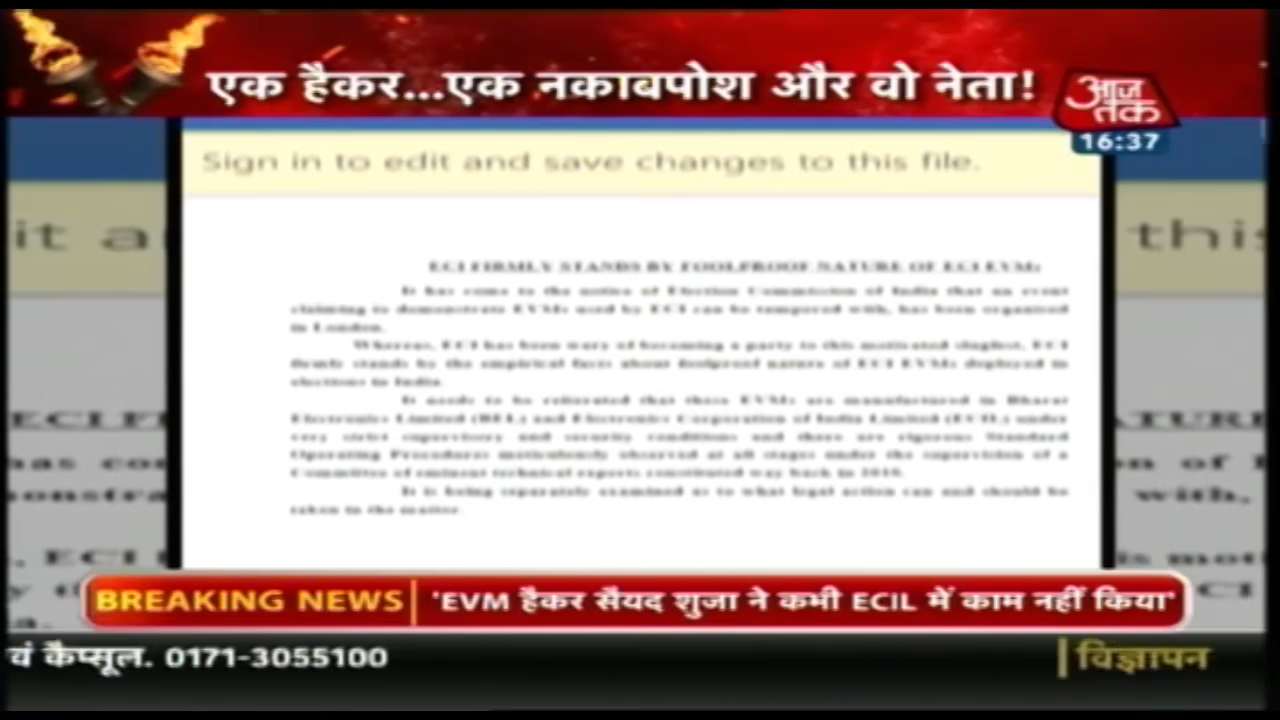 एक हैकर...एक नकाबपोश और वो नेता!
आज
तक
16:37
Sign in to edit and save changes to this file.
it a
this
ECI FIRMLY STANDS BY FOOLPROOF NATURE OF ECI EVMs
It has come to the notice of Election Commission of India that an event
claiming to demonstrate EVMs used by ECI can be tampered with, has been organised
in London.
Whereas, ECI has been wary of becoming a party to this motivated slugfest, ECI
firmly stands by the empirical facts about foolproof nature of ECI EVMs deployed in
elections in India.
It needs to be reiterated that these EVMs are manufactured in Bharat
Electronics Limited (BEL) and Electronics Corporation of India Limited (ECIL) under
very strict supervisory and security conditions and there are rigorous Standard
Operating Procedures meticulously observed at all stages under the supervision of a
Committee of eminent technical experts constituted way back in 2010.
It is being separately examined as to what legal action can and should be
taken in the matter.
BREAKING NEWS
'EVM हैकर सैयद शुजा ने कभी ECIL में काम नहीं किया'
वं कैप्सूल. 0171-3055100
विज्ञापन